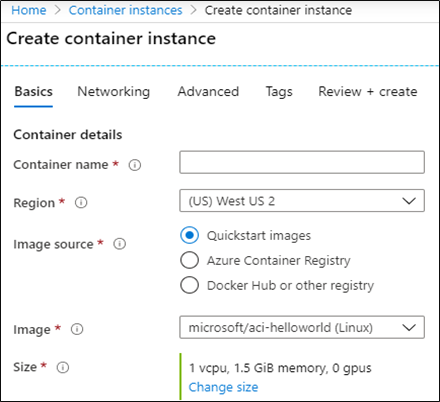 Home > Container instances > Create container instance
Create container instance
Basics Networking Advanced Tags Review + create
Container details
Container name *
Region * (US) West US 2
Image source * Quickstart images
Azure Container Registry
Docker Hub or other registry
Image * microsoft/aci-helloworld (Linux)
Size * 1 vcpu, 1.5 GiB memory, 0 gpus
Change size